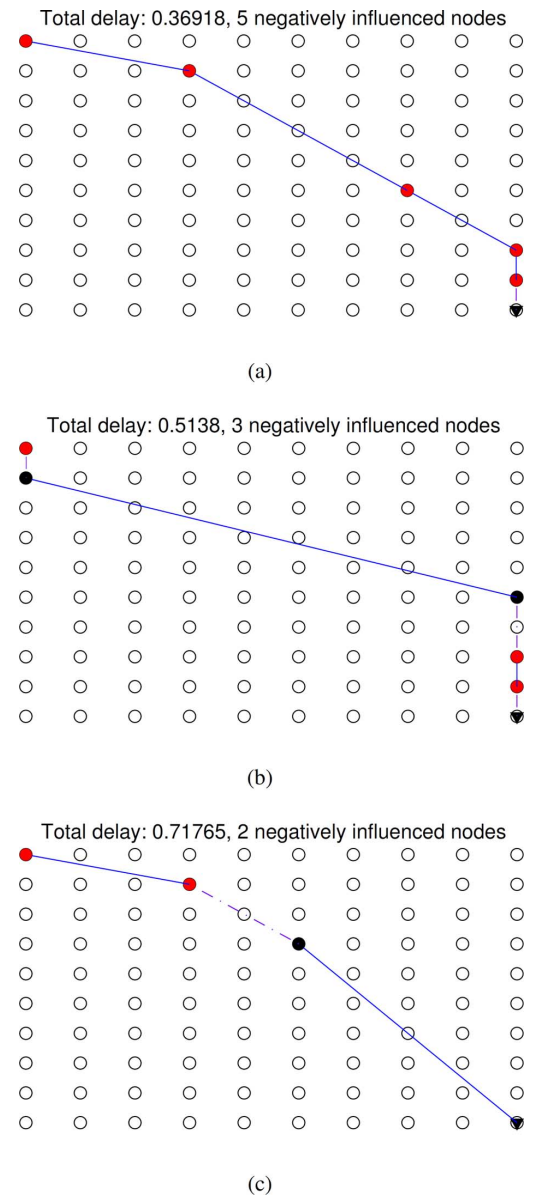 Total delay: 0.36918, 5 negatively influenced nodes
(a)
Total delay: 0.5138, 3 negatively influenced nodes
(b)
Total delay: 0.71765, 2 negatively influenced nodes
(c)